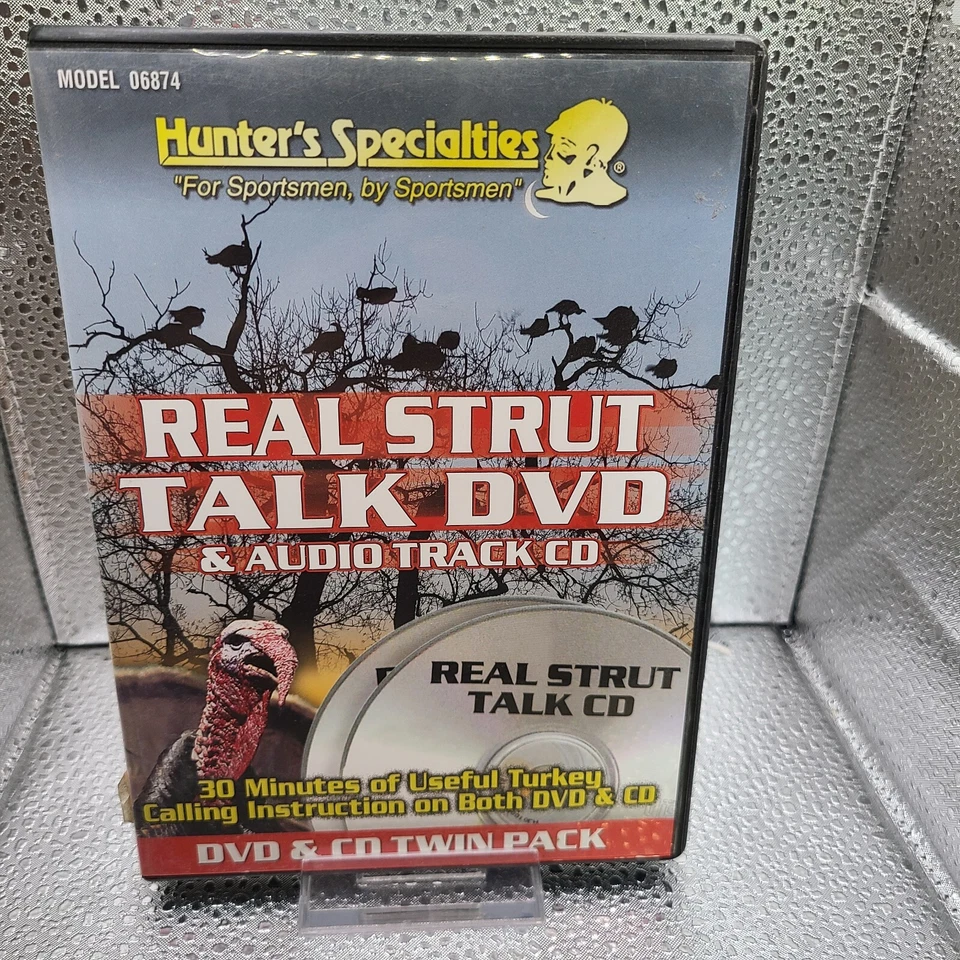 MODEL 06874
Hunter's Specialties
®
"For Sportsmen, by Sportsmen"
REAL STRUT
TALK DVD
& AUDIO TRACK CD
REAL STRUT
TALK CD
30 Minutes of Useful Turkey
Calling Instruction on Both DVD & CD
DVD & CD TWIN PACK